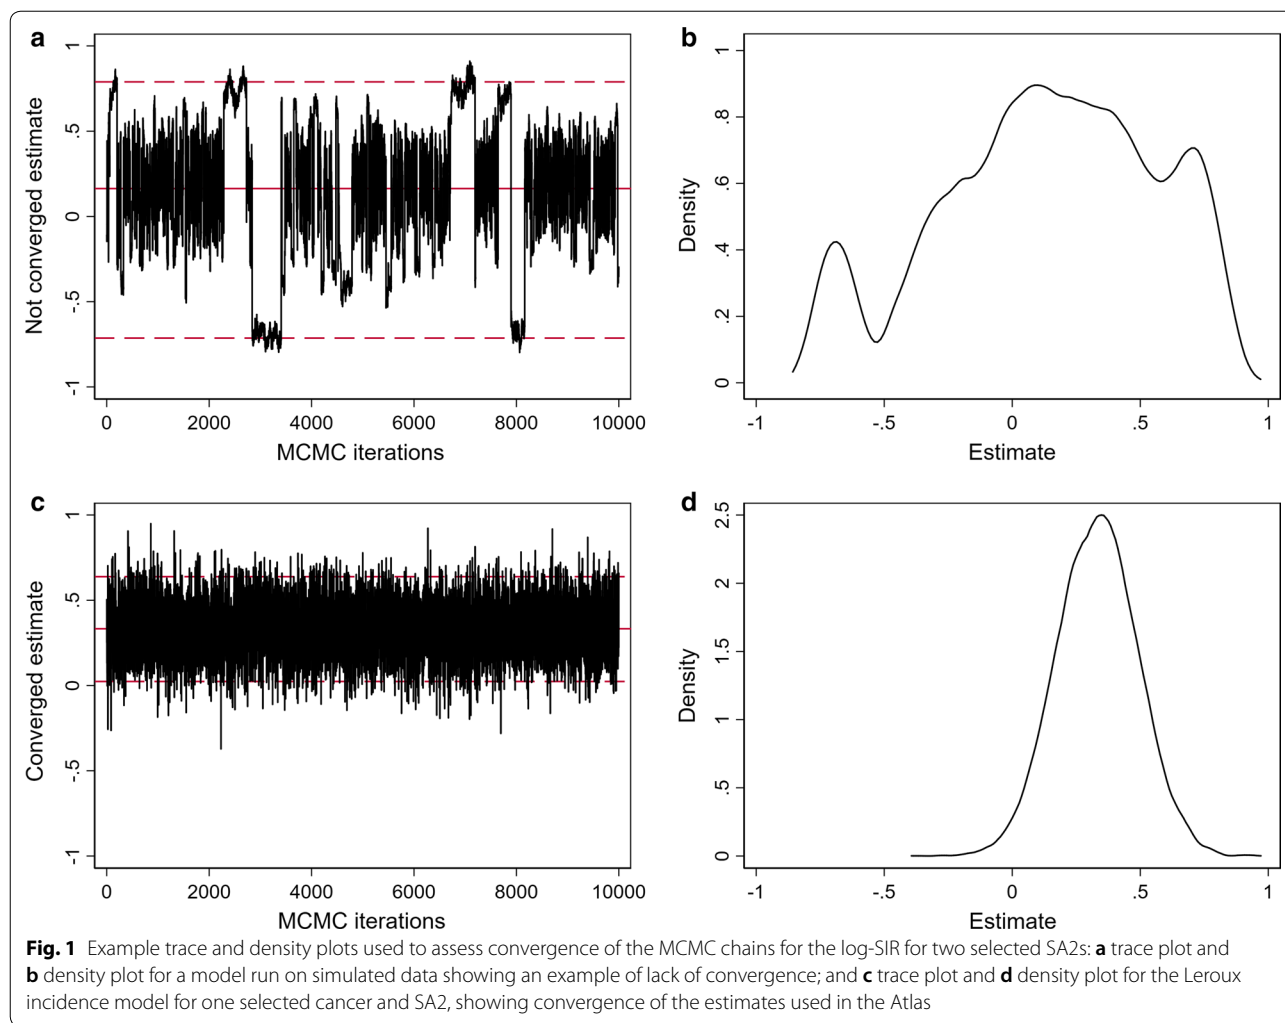 a
1
.5
0
-.5
-1
Not converged estimate
0 2000 4000 6000 8000 10000
MCMC iterations
b
1
.8
.6
.4
.2
0
Density
-1 -.5 0 .5 1
Estimate
c
1
.5
0
-.5
-1
Converged estimate
0 2000 4000 6000 8000 10000
MCMC iterations
d
2.5
2
1.5
1
.5
0
Density
-1 -.5 0 .5 1
Estimate
Fig. 1 Example trace and density plots used to assess convergence of the MCMC chains for the log-SIR for two selected SA2s: a trace plot and
b density plot for a model run on simulated data showing an example of lack of convergence; and c trace plot and d density plot for the Leroux
incidence model for one selected cancer and SA2, showing convergence of the estimates used in the Atlas